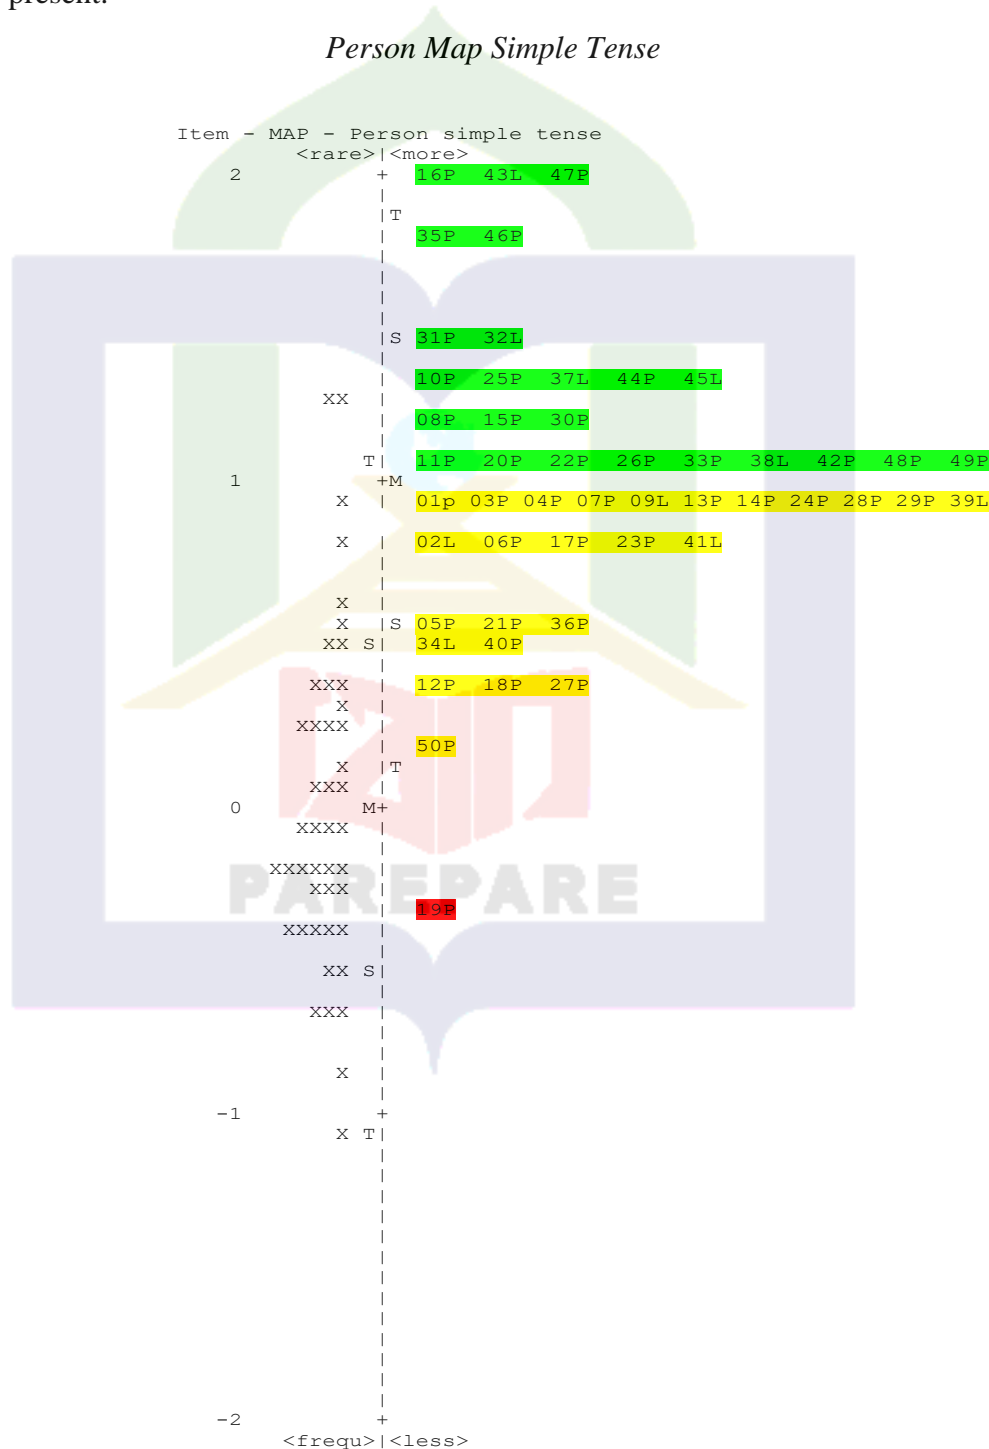 present.
Person Map Simple Tense
Item - MAP - Person simple tense
<rare>|<more>
2 + 16P 43L 47P
|
|T
| 35P 46P
|
|
|
|
|S 31P 32L
|
| 10P 25P 37L 44P 45L
XX |
| 08P 15P 30P
|
T| 11P 20P 22P 26P 33P 38L 42P 48P 49P
1 +M
X | 01p 03P 04P 07P 09L 13P 14P 24P 28P 29P 39L
X | 02L 06P 17P 23P 41L
|
|
X |
X |S 05P 21P 36P
XX S| 34L 40P
|
XXX | 12P 18P 27P
X |
XXXX |
| 50P
X |T
XXX |
0 M+
XXXX |
|
XXXXXX |
XXX |
| 19P
XXXXX |
|
XX S|
|
XXX |
|
|
X |
|
-1 +
X T|
|
|
|
|
|
|
|
|
|
|
|
|
|
-2 +
<frequ>|<less>
PAREPARE